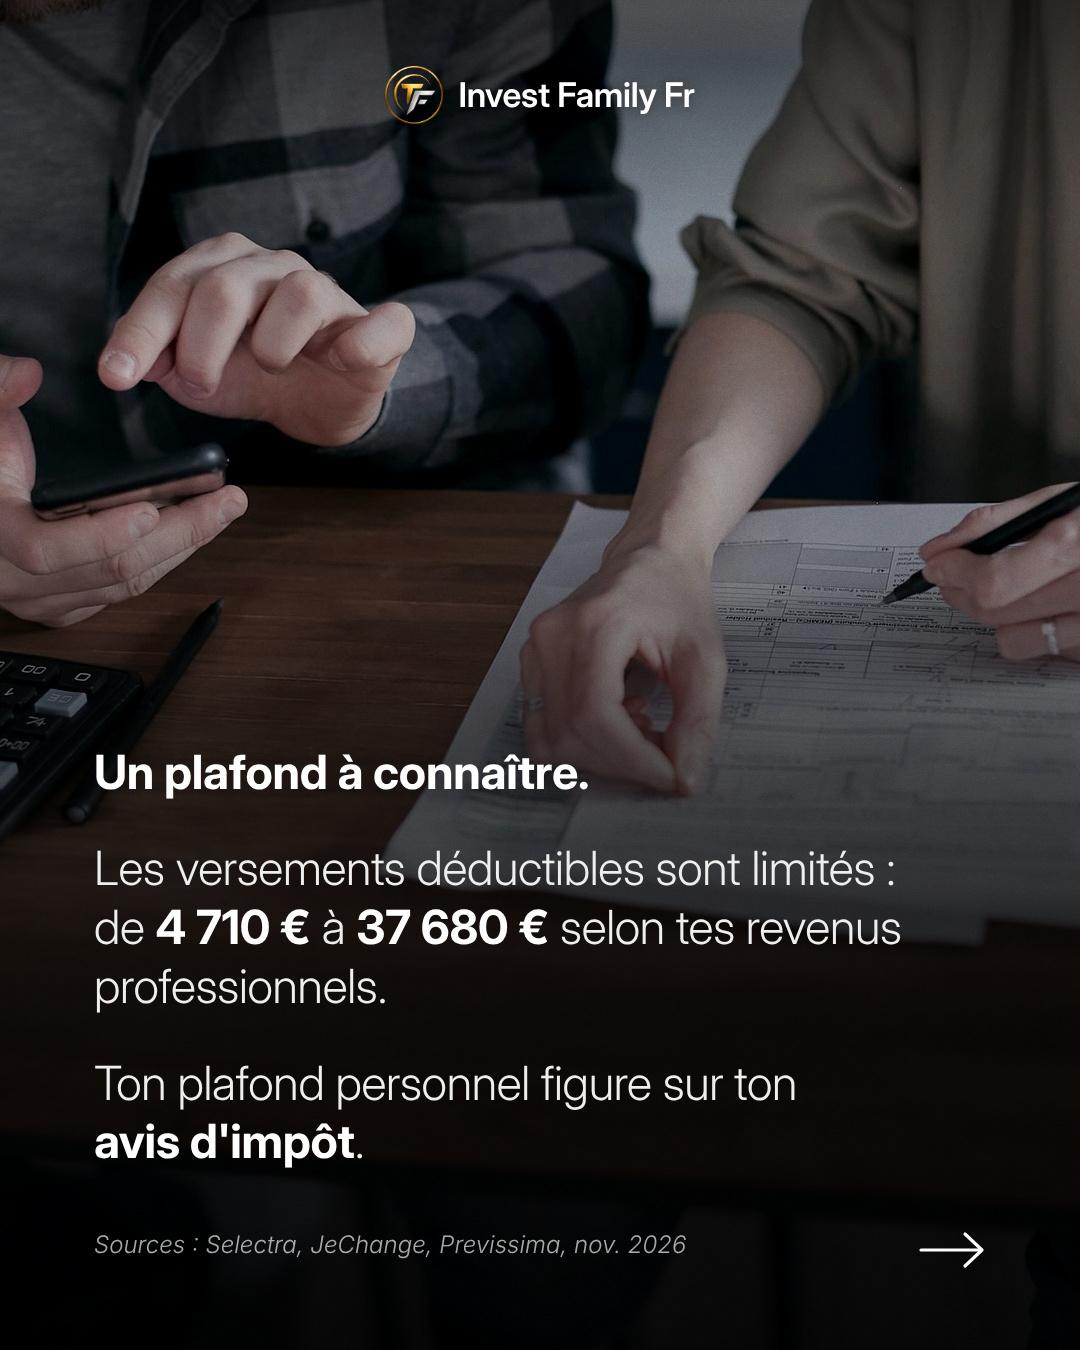 Invest Family Fr
Un plafond à connaître.
Les versements déductibles sont limités :
de 4 710 € à 37 680 € selon tes revenus
professionnels.
Ton plafond personnel figure sur ton
avis d'impôt.
Sources : Selectra, JeChange, Previssima, nov. 2026